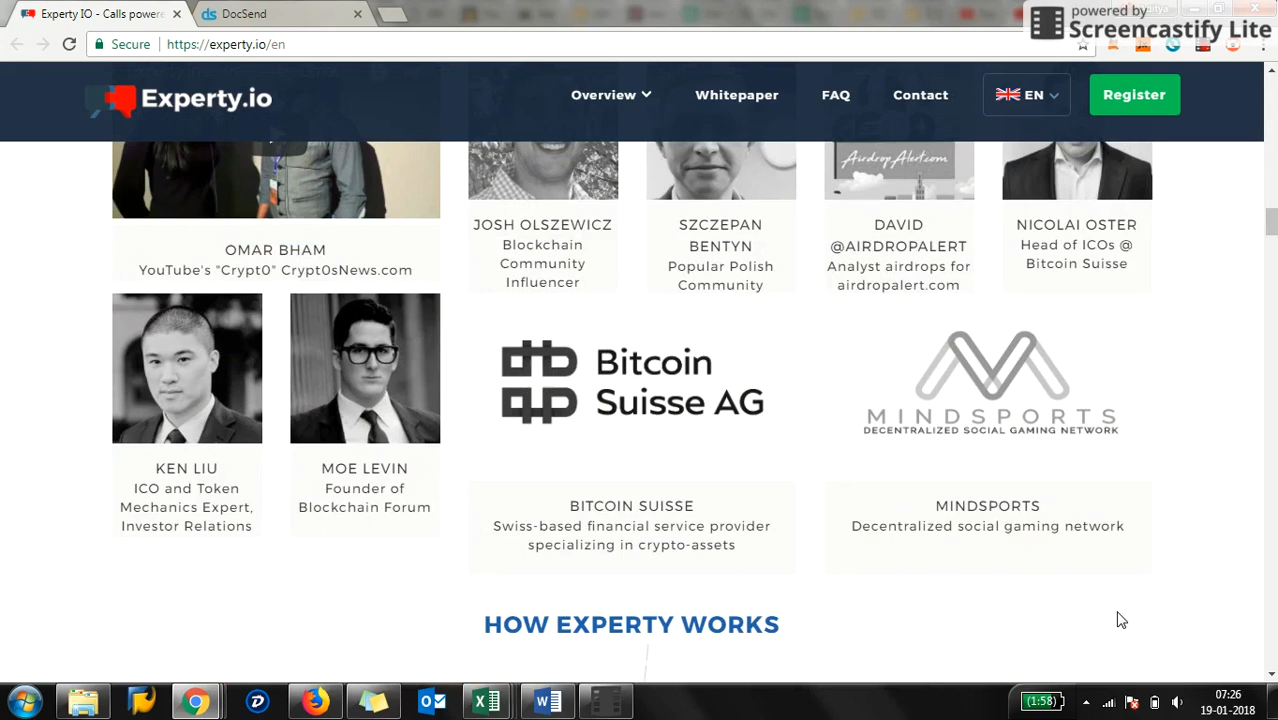 Experty IO - Calls powere
DocSend
powered by
Screencastify Lite
Secure
https://experty.io/en
Experty.io
Overview
Whitepaper
FAQ
Contact
EN
Register
AirdropAlert.com
OMAR BHAM
YouTube's "Crypt0" Crypt0sNews.com
JOSH OLSZEWICZ
Blockchain
Community
Influencer
SZCZEPAN
BENTYN
Popular Polish
Community
DAVID
@AIRDROPALERT
Analyst airdrops for
airdropalert.com
NICOLAI OSTER
Head of ICOs @
Bitcoin Suisse
KEN LIU
ICO and Token
Mechanics Expert,
Investor Relations
MOE LEVIN
Founder of
Blockchain Forum
Bitcoin
Suisse AG
BITCOIN SUISSE
Swiss-based financial service provider
specializing in crypto-assets
MINDSPORTS
DECENTRALIZED SOCIAL GAMING NETWORK
MINDSPORTS
Decentralized social gaming network
HOW EXPERTY WORKS
(1:58)
07:26
19-01-2018